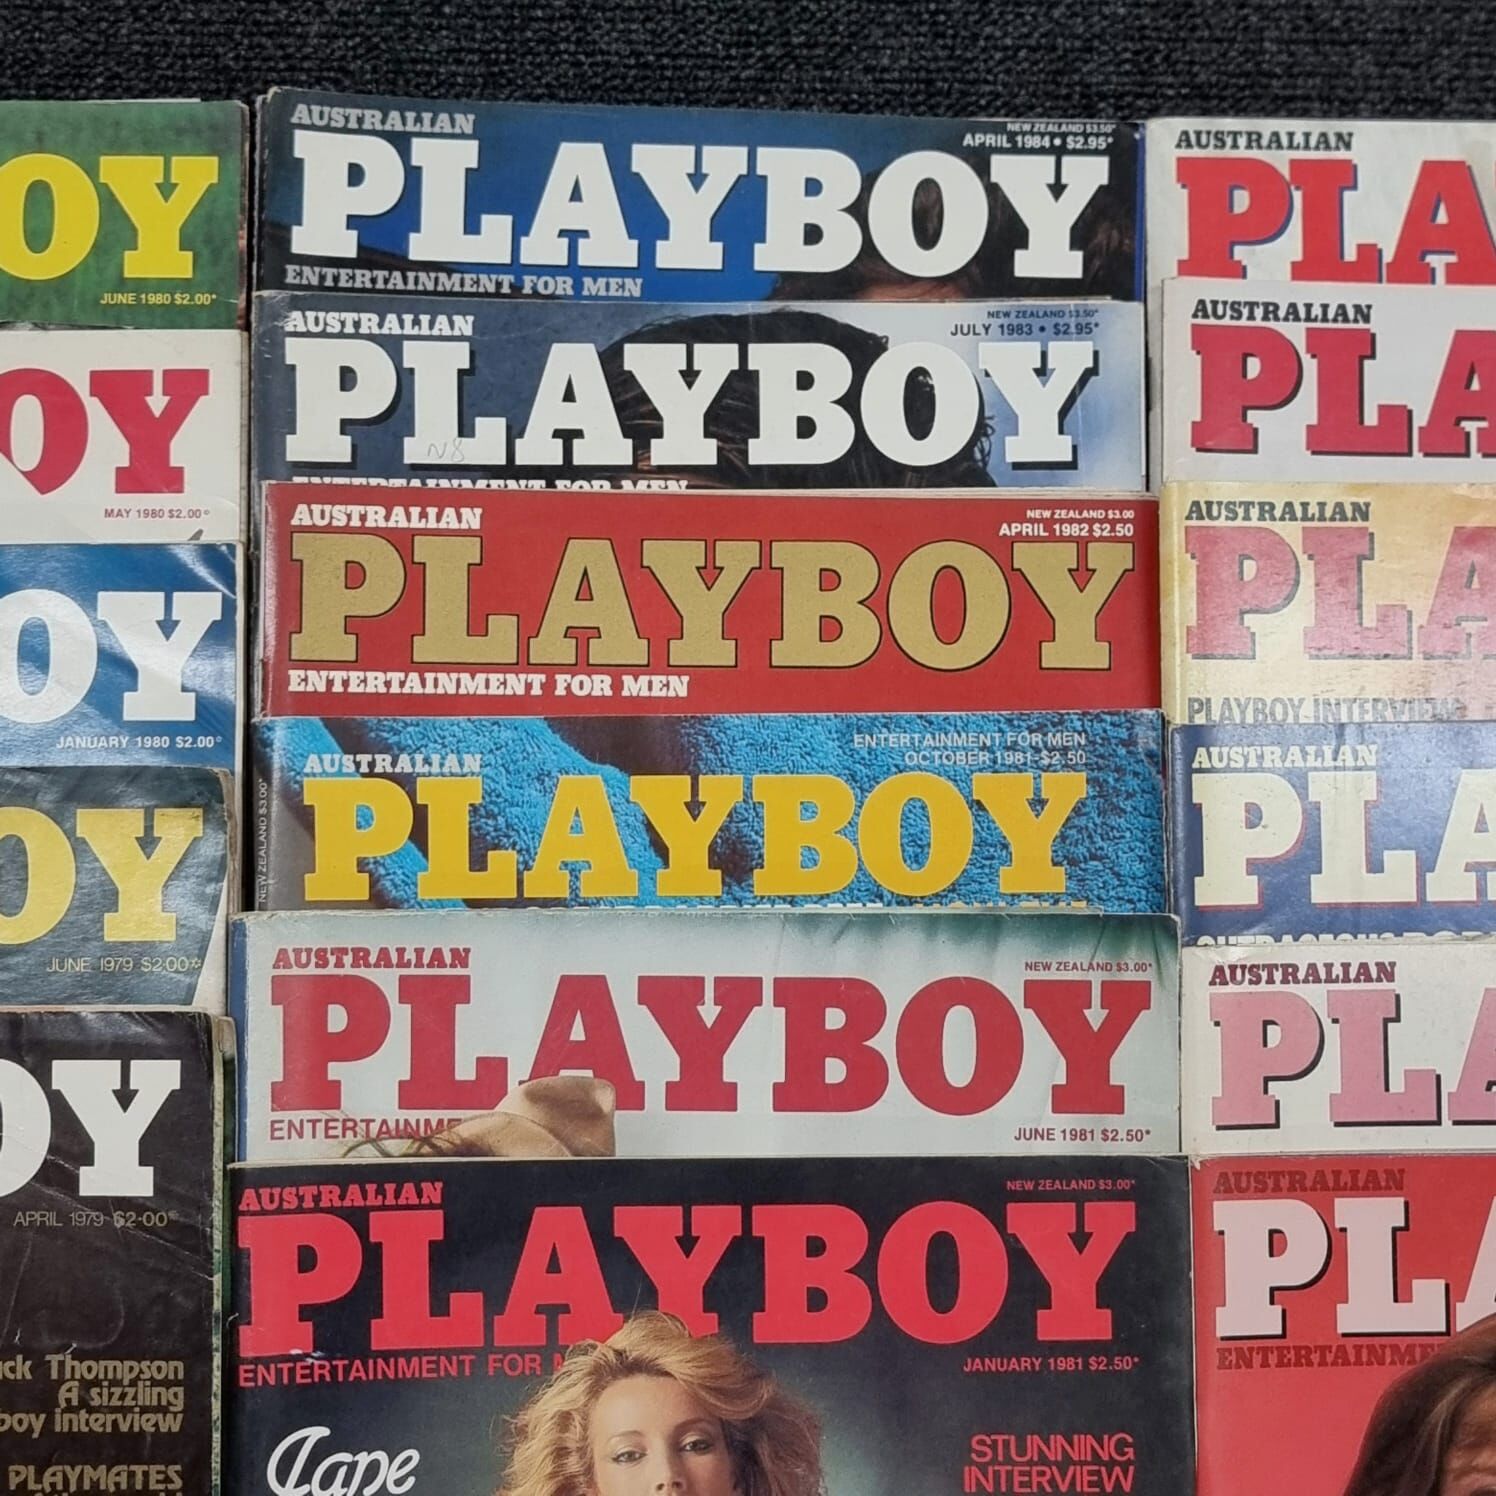 OY
JUNE 1980 $2.00*
OY
MAY 1980 $2.00*
OY
JANUARY 1980 $2.00*
OY
JUNE 1979 $2·00*
OY
APRIL 1979 $2·00*
ck Thompson
A sizzling
boy interview
PLAYMATES
AUSTRALIAN
NEW ZEALAND $3.50*
APRIL 1984 • $2.95*
PLAYBOY
ENTERTAINMENT FOR MEN
AUSTRALIAN
NEW ZEALAND $3.50*
JULY 1983 • $2.95*
PLAYBOY
N8
ENTERTAINMENT FOR MEN
AUSTRALIAN
NEW ZEALAND $3.00
APRIL 1982 $2.50
PLAYBOY
ENTERTAINMENT FOR MEN
ENTERTAINMENT FOR MEN
OCTOBER 1981-$2.50
AUSTRALIAN
PLAYBOY
NEW ZEALAND $3.00*
AUSTRALIAN
NEW ZEALAND $3.00*
PLAYBOY
ENTERTAINME
JUNE 1981 $2.50*
AUSTRALIAN
NEW ZEALAND $3.00*
PLAYBOY
ENTERTAINMENT FOR M
JANUARY 1981 $2.50*
STUNNING
INTERVIEW
AUSTRALIAN
PLA
AUSTRALIAN
PLA
AUSTRALIAN
PLA
PLAYBOY INTERVIEW
AUSTRALIAN
PLA
AUSTRALIAN
PLA
AUSTRALIAN
PLA
ENTERTAINME